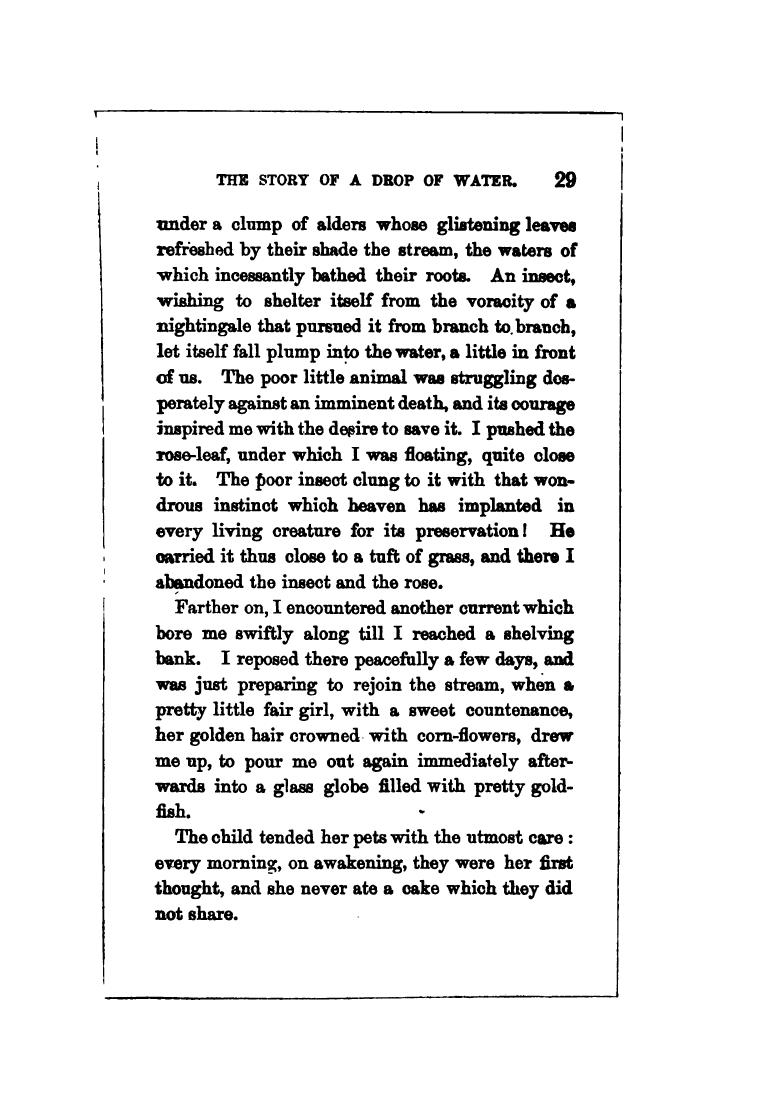 THE STORY OF A DROP OF WATER. 29
under a clump of alders whose glistening leaves
refreshed by their shade the stream, the waters of
which incessantly bathed their roots. An insect,
wishing to shelter itself from the voracity of a
nightingale that pursued it from branch to branch,
let itself fall plump into the water, a little in front
of us. The poor little animal was struggling des-
perately against an imminent death, and its courage
inspired me with the desire to save it. I pushed the
rose-leaf, under which I was floating, quite close
to it. The poor insect clung to it with that won-
drous instinct which heaven has implanted in
every living creature for its preservation! He
carried it thus close to a tuft of grass, and there I
abandoned the insect and the rose.
Farther on, I encountered another current which
bore me swiftly along till I reached a shelving
bank. I reposed there peacefully a few days, and
was just preparing to rejoin the stream, when a
pretty little fair girl, with a sweet countenance,
her golden hair crowned with corn-flowers, drew
me up, to pour me out again immediately after-
wards into a glass globe filled with pretty gold-
fish.
The child tended her pets with the utmost care :
every morning, on awakening, they were her first
thought, and she never ate a cake which they did
not share.